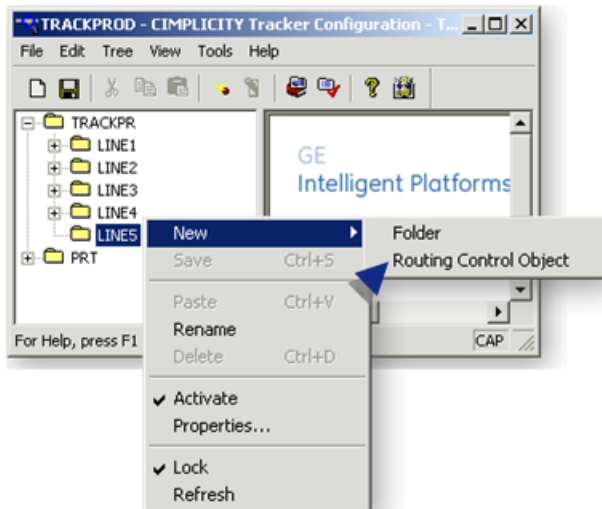 TRACKPROD - CIMPLICITY Tracker Configuration - T...
File Edit Tree View Tools Help
TRACKPR
LINE1
LINE2
LINE3
LINE4
LINE5
PRT
GE
Intelligent Platforms
New
Folder
Save Ctrl+S
Routing Control Object
Paste Ctrl+V
Rename
Delete Ctrl+D
Activate
Properties...
Lock
Refresh
For Help, press F1
CAP